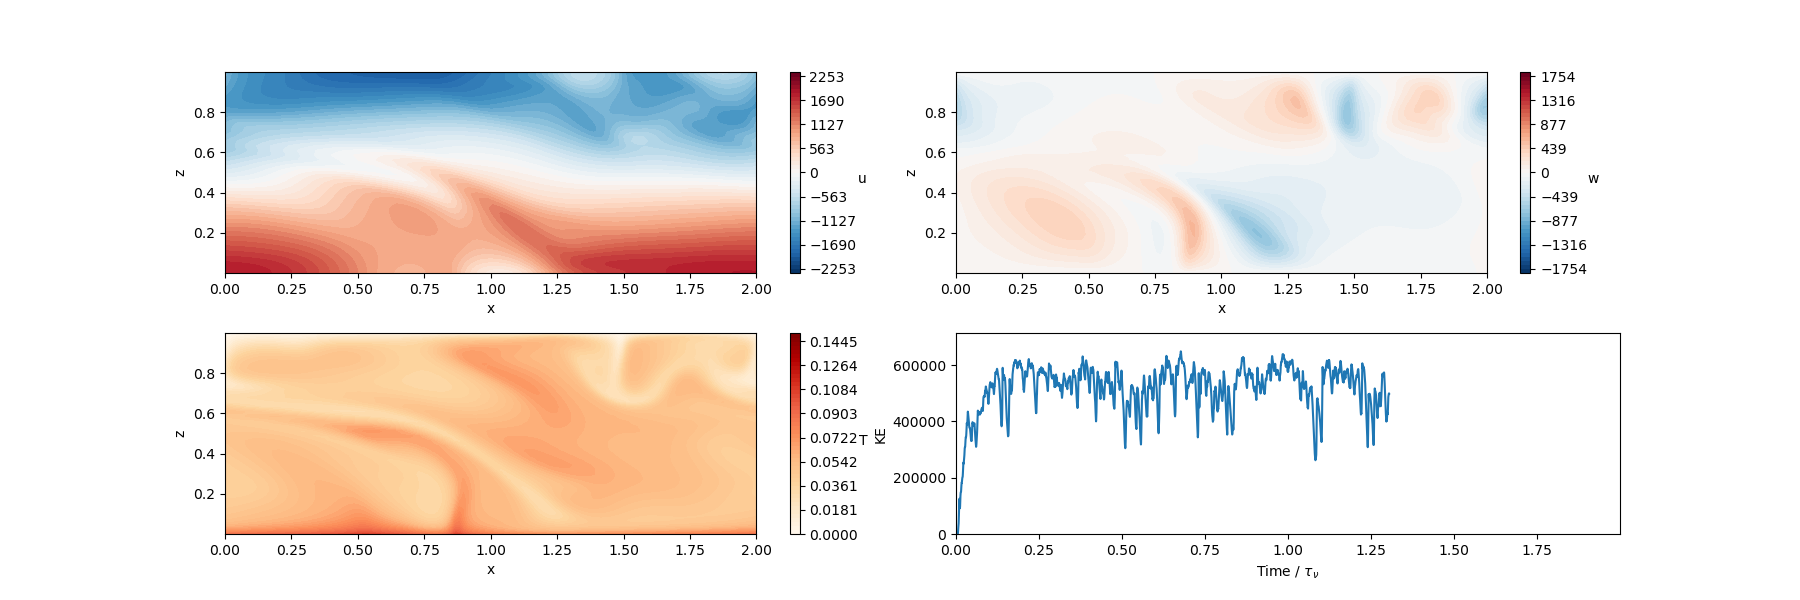 0.8
0.6
0.4
0.2
z
0.00 0.25 0.50 0.75 1.00 1.25 1.50 1.75 2.00
x
2253
1690
1127
563
0
−563
−1127
−1690
−2253
u
0.8
0.6
0.4
0.2
z
0.00 0.25 0.50 0.75 1.00 1.25 1.50 1.75 2.00
x
1754
1316
877
439
0
−439
−877
−1316
−1754
w
0.8
0.6
0.4
0.2
z
0.00 0.25 0.50 0.75 1.00 1.25 1.50 1.75 2.00
x
0.1445
0.1264
0.1084
0.0903
0.0722
0.0542
0.0361
0.0181
0.0000
T
KE
600000
400000
200000
0
0.00 0.25 0.50 0.75 1.00 1.25 1.50 1.75
Time / τν